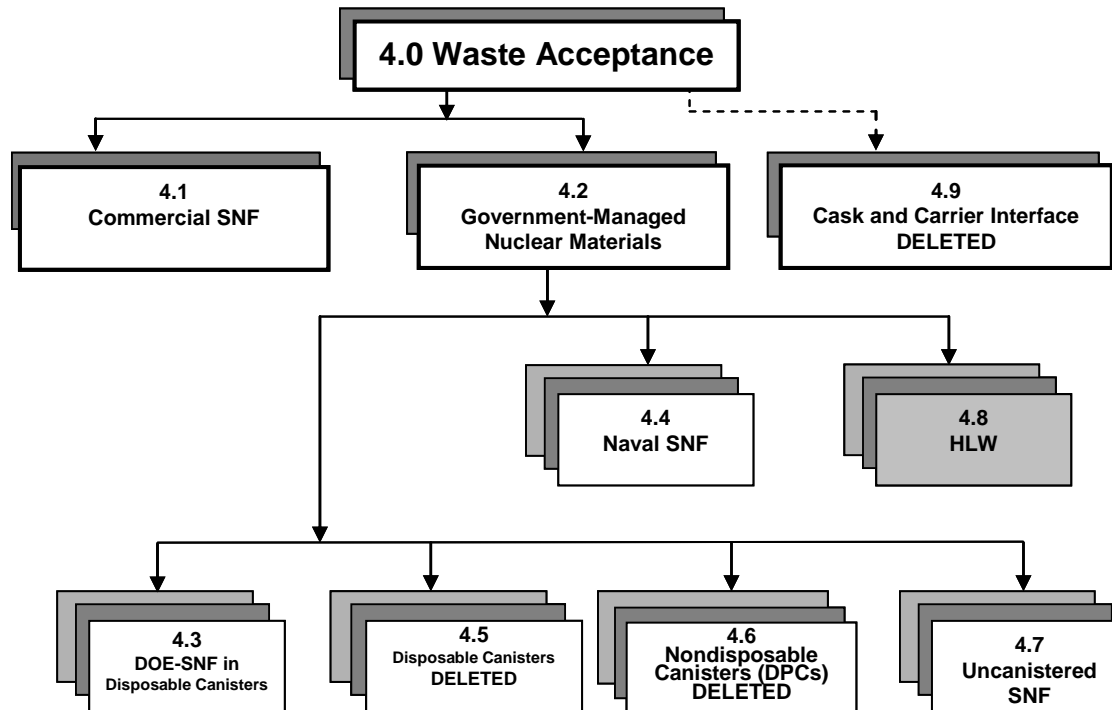 4.0 Waste Acceptance
4.1
Commercial SNF
4.2
Government-Managed
Nuclear Materials
4.9
Cask and Carrier Interface
DELETED
4.4
Naval SNF
4.8
HLW
4.3
DOE-SNF in
Disposable Canisters
4.5
Disposable Canisters
DELETED
4.6
Nondisposable
Canisters (DPCs)
DELETED
4.7
Uncanistered
SNF